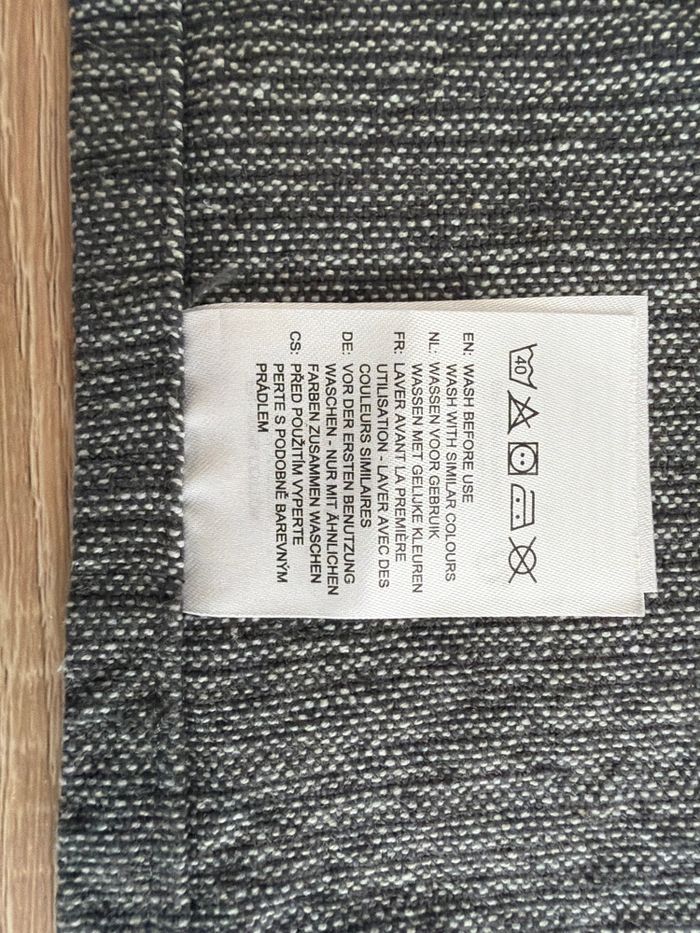 40
EN: WASH BEFORE USE
WASH WITH SIMILAR COLOURS
NL: WASSEN VOOR GEBRUIK
WASSEN MET GELIJKE KLEUREN
FR: LAVER AVANT LA PREMIÈRE
UTILISATION - LAVER AVEC DES
COULEURS SIMILAIRES
DE: VOR DER ERSTEN BENUTZUNG
WASCHEN - NUR MIT ÄHNLICHEN
FARBEN ZUSAMMEN WASCHEN
CS: PŘED POUŽITÍM VYPERTE
PERTE S PODOBNĚ BAREVNÝM
PRÁDLEM